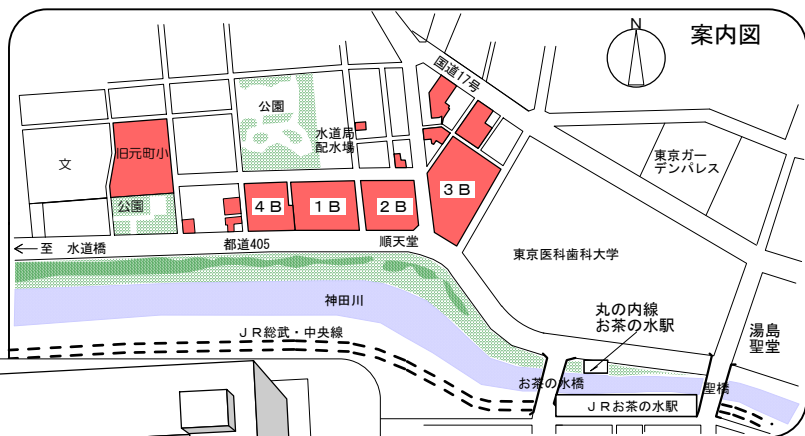 N
案内図
国道17号
公園
水道局
配水場
旧元町小
文
東京ガー
デンパレス
公園
4B
1B
2B
3B
← 至 水道橋
都道405
順天堂
東京医科歯科大学
神田川
丸の内線
お茶の水駅
湯島
聖堂
JR総武・中央線
お茶の水橋
聖橋
JRお茶の水駅